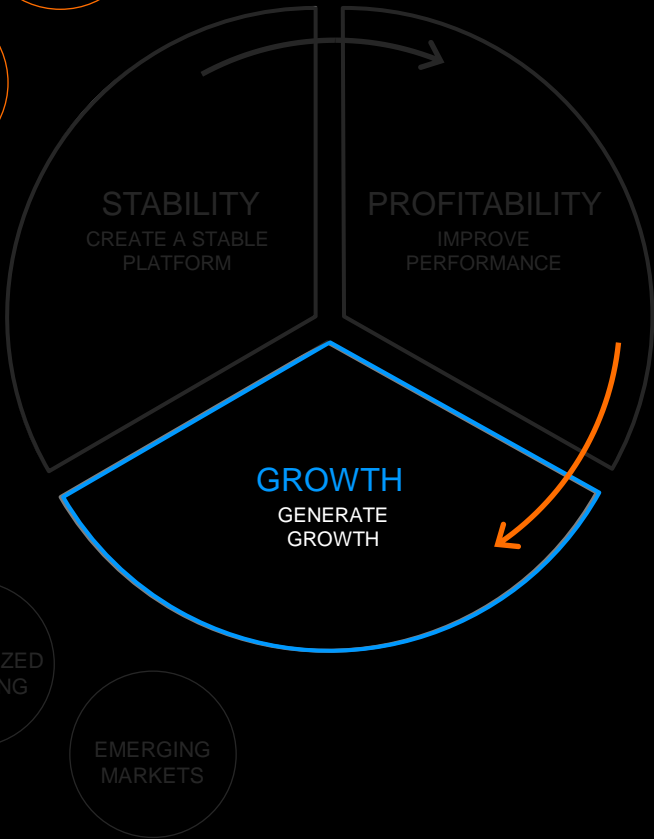 STABILITY
CREATE A STABLE
PLATFORM
PROFITABILITY
IMPROVE
PERFORMANCE
GROWTH
GENERATE
GROWTH
EMERGING
MARKETS